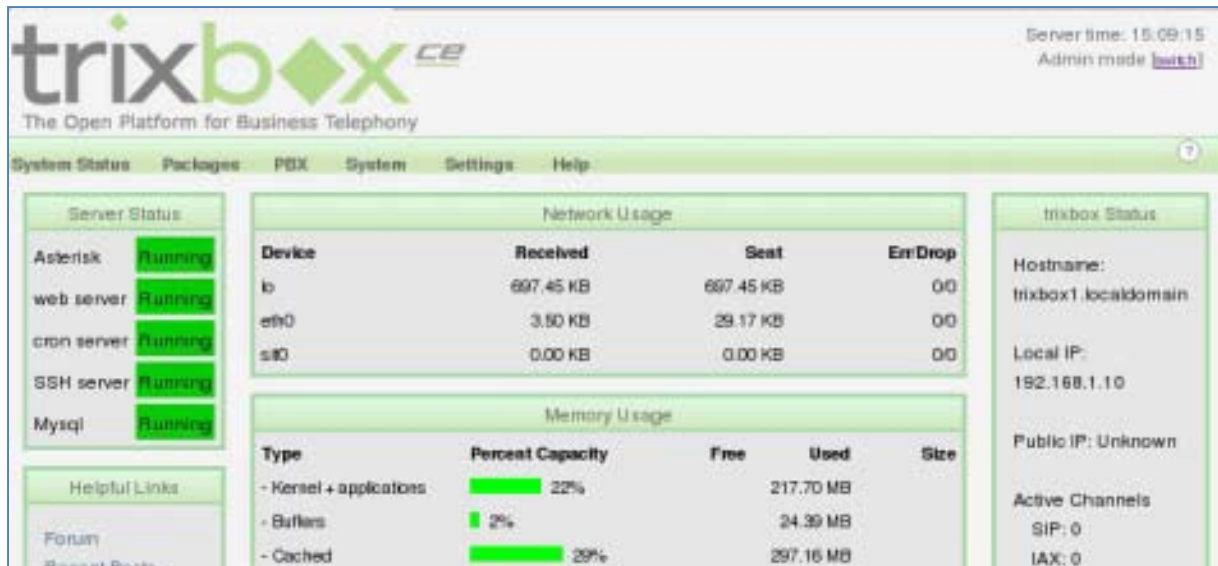 trixbox ce
The Open Platform for Business Telephony
Server time: 15:09:15
Admin mode [switch]
System Status Packages PBX System Settings Help
?
Server Status
Asterisk Running
web server Running
cron server Running
SSH server Running
Mysql Running
Helpful Links
Forum
Recent Posts
Network Usage
Device Received Sent Err/Drop
lo 697.45 KB 697.45 KB 0/0
eth0 3.50 KB 29.17 KB 0/0
sit0 0.00 KB 0.00 KB 0/0
Memory Usage
Type Percent Capacity Free Used Size
- Kernel + applications 22% 217.70 MB
- Buffers 2% 24.39 MB
- Cached 29% 297.16 MB
trixbox Status
Hostname:
trixbox1.localdomain
Local IP:
192.168.1.10
Public IP: Unknown
Active Channels
SIP: 0
IAX: 0